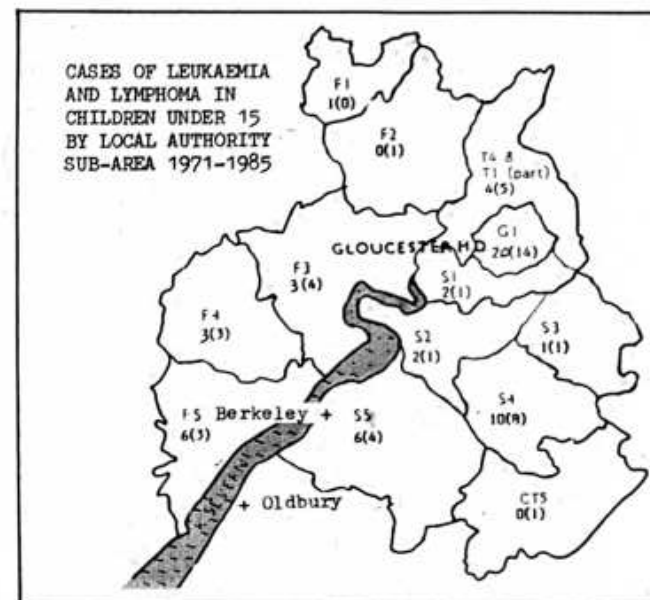 CASES OF LEUKAEMIA
AND LYMPHOMA IN
CHILDREN UNDER 15
BY LOCAL AUTHORITY
SUB-AREA 1971-1985
F1
1(0)
F2
0(1)
T4 &
T1 (part)
4(5)
G1
20(14)
GLOUCESTER H D
F3
3(4)
S1
2(1)
F4
3(3)
S2
2(1)
S3
1(1)
S4
10(8)
F5
6(3)
Berkeley +
S5
6(4)
SEVERN
+ Oldbury
CT5
0(1)